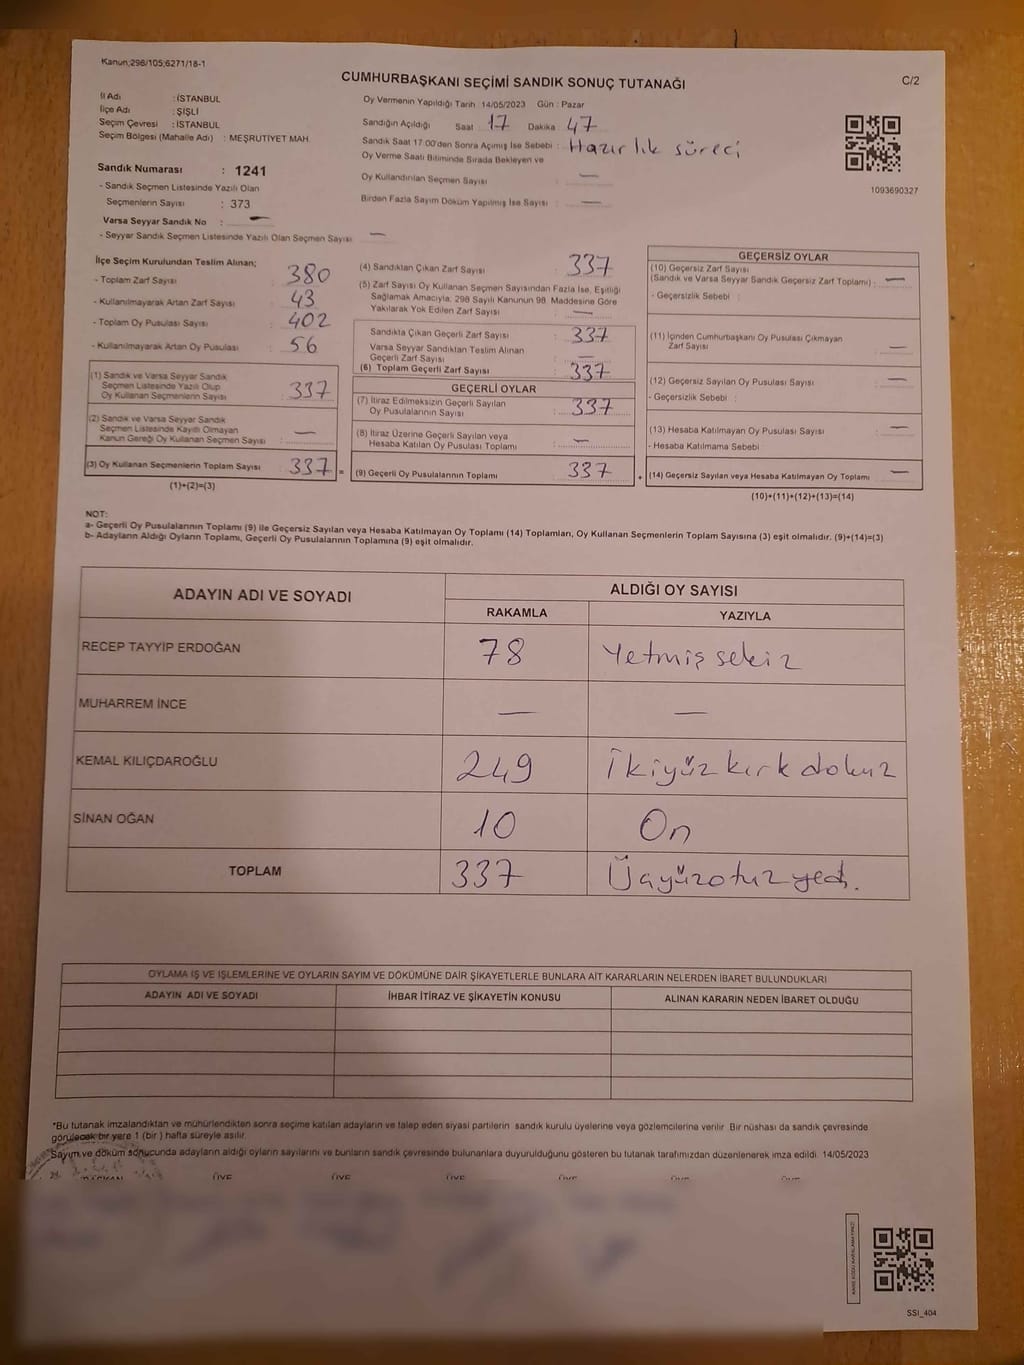 Kanun;298/105;6271/18-1
CUMHURBAŞKANI SEÇİMİ SANDIK SONUÇ TUTANAĞI
C/2
İl Adı : İSTANBUL
İlçe Adı : ŞİŞLİ
Seçim Çevresi : İSTANBUL
Seçim Bölgesi (Mahalle Adı) : MEŞRUTİYET MAH.
Sandık Numarası : 1241
- Sandık Seçmen Listesinde Yazılı Olan
Seçmenlerin Sayısı : 373
Varsa Seyyar Sandık No : —
- Seyyar Sandık Seçmen Listesinde Yazılı Olan Seçmen Sayısı : —
Oy Vermenin Yapıldığı Tarih 14/05/2023 Gün : Pazar
Sandığın Açıldığı Saat 17 Dakika 47
Sandık Saat 17.00'den Sonra Açımış İse Sebebi : Hazırlık süreci
Oy Verme Saati Bitiminde Sırada Bekleyen ve
Oy Kullandırılan Seçmen Sayısı : —
Birden Fazla Sayım Döküm Yapılmış İse Sayısı : —
1093690327
İlçe Seçim Kurulundan Teslim Alınan;
- Toplam Zarf Sayısı : 380
- Kullanılmayarak Artan Zarf Sayısı : 43
- Toplam Oy Pusulası Sayısı : 402
- Kullanılmayarak Artan Oy Pusulası : 56
(1) Sandık ve Varsa Seyyar Sandık
Seçmen Listesinde Yazılı Olup
Oy Kullanan Seçmenlerin Sayısı : 337
(2) Sandık ve Varsa Seyyar Sandık
Seçmen Listesinde Kayıtlı Olmayan
Kanun Gereği Oy Kullanan Seçmen Sayısı : —
(3) Oy Kullanan Seçmenlerin Toplam Sayısı : 337 =
(1)+(2)=(3)
(4) Sandıktan Çıkan Zarf Sayısı : 337
(5) Zarf Sayısı Oy Kullanan Seçmen Sayısından Fazla İse, Eşitliği
Sağlamak Amacıyla, 298 Sayılı Kanunun 98. Maddesine Göre
Yakılarak Yok Edilen Zarf Sayısı : —
Sandıkta Çıkan Geçerli Zarf Sayısı : 337
Varsa Seyyar Sandıktan Teslim Alınan
Geçerli Zarf Sayısı : —
(6) Toplam Geçerli Zarf Sayısı : 337
GEÇERLİ OYLAR
(7) İtiraz Edilmeksizin Geçerli Sayılan
Oy Pusulalarının Sayısı : 337
(8) İtiraz Üzerine Geçerli Sayılan veya
Hesaba Katılan Oy Pusulası Toplamı : —
(9) Geçerli Oy Pusulalarının Toplamı : 337 +
GEÇERSİZ OYLAR
(10) Geçersiz Zarf Sayısı
(Sandık ve Varsa Seyyar Sandık Geçersiz Zarf Toplamı) : —
- Geçersizlik Sebebi :
(11) İçinden Cumhurbaşkanı Oy Pusulası Çıkmayan
Zarf Sayısı : —
(12) Geçersiz Sayılan Oy Pusulası Sayısı : —
- Geçersizlik Sebebi :
(13) Hesaba Katılmayan Oy Pusulası Sayısı : —
- Hesaba Katılmama Sebebi
(14) Geçersiz Sayılan veya Hesaba Katılmayan Oy Toplamı : —
(10)+(11)+(12)+(13)=(14)
NOT:
a- Geçerli Oy Pusulalarının Toplamı (9) ile Geçersiz Sayılan veya Hesaba Katılmayan Oy Toplamı (14) Toplamları, Oy Kullanan Seçmenlerin Toplam Sayısına (3) eşit olmalıdır. (9)+(14)=(3)
b- Adayların Aldığı Oyların Toplamı, Geçerli Oy Pusulalarının Toplamına (9) eşit olmalıdır.
ADAYIN ADI VE SOYADI
ALDIĞI OY SAYISI
RAKAMLA YAZIYLA
RECEP TAYYİP ERDOĞAN 78 Yetmiş sekiz
MUHARREM İNCE — —
KEMAL KILIÇDAROĞLU 249 İkiyüz kırk dokuz
SİNAN OĞAN 10 On
TOPLAM 337 Üçyüzotuz yedi.
OYLAMA İŞ VE İŞLEMLERİNE VE OYLARIN SAYIM VE DÖKÜMÜNE DAİR ŞİKAYETLERLE BUNLARA AİT KARARLARIN NELERDEN İBARET BULUNDUKLARI
ADAYIN ADI VE SOYADI İHBAR İTİRAZ VE ŞİKAYETİN KONUSU ALINAN KARARIN NEDEN İBARET OLDUĞU
*Bu tutanak imzalandıktan ve mühürlendikten sonra seçime katılan adayların ve talep eden siyasi partilerin sandık kurulu üyelerine veya gözlemcilerine verilir. Bir nüshası da sandık çevresinde
görülecek bir yere 1 (bir ) hafta süreyle asılır.
Sayım ve döküm sonucunda adayların aldığı oyların sayılarını ve bunların sandık çevresinde bulunanlara duyurulduğunu gösteren bu tutanak tarafımızdan düzenlenerek imza edildi. 14/05/2023
BAŞKAN ÜYE ÜYE ÜYE ÜYE ÜYE ÜYE
SSİ_404